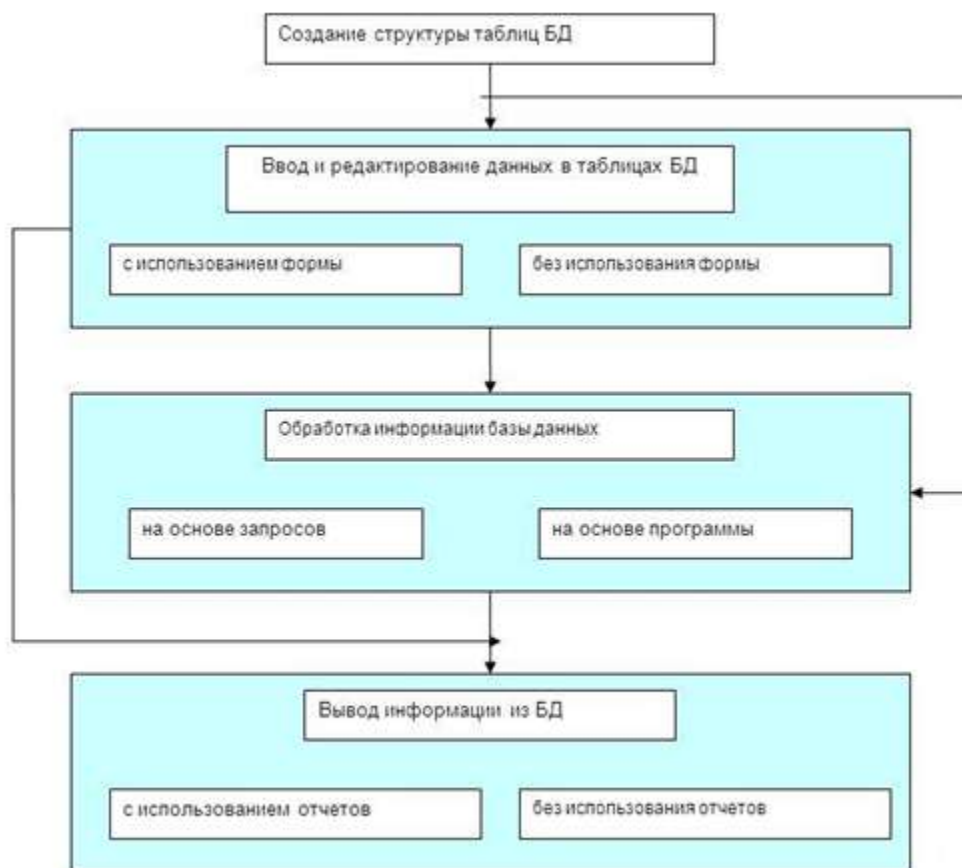 Создание структуры таблиц БД
Ввод и редактирование данных в таблицах БД
с использованием формы
без использования формы
Обработка информации базы данных
на основе запросов
на основе программы
Вывод информации из БД
с использованием отчетов
без использования отчетов